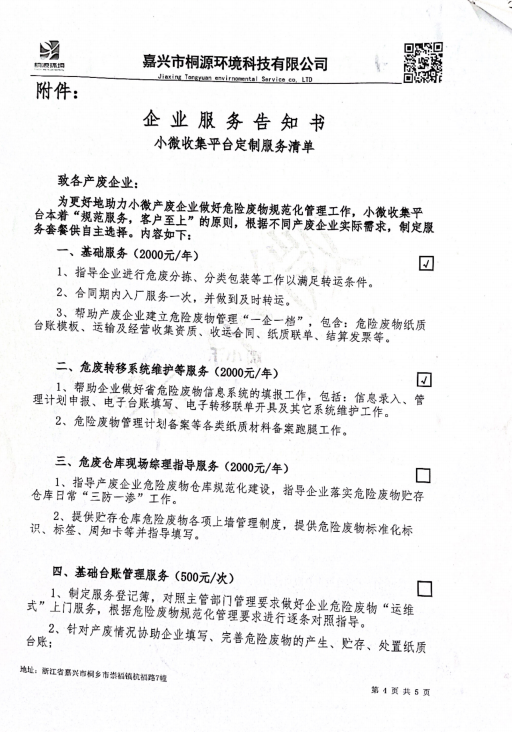 桐源环境
嘉兴市桐源环境科技有限公司
Jiaxing Tongyuan envirnomental Service co, LTD
附件：
企业服务告知书
小微收集平台定制服务清单
致各产废企业：
为更好地助力小微产废企业做好危险废物规范化管理工作，小微收集平
台本着“规范服务，客户至上”的原则，根据不同产废企业实际需求，制定服
务套餐供自主选择。内容如下：
一、基础服务（2000元/年） ☑
1、指导企业进行危废分拣、分类包装等工作以满足转运条件。
2、合同期内入厂服务一次，并做到及时转运。
3、帮助产废企业建立危险废物管理“一企一档”，包含：危险废物纸质
台账模板、运输及经营收集资质、收运合同、纸质联单、结算发票等。
二、危废转移系统维护等服务（2000元/年） ☑
1、帮助企业做好省危险废物信息系统的填报工作，包括：信息录入、管
理计划申报、电子台账填写、电子转移联单开具及其它系统维护工作。
2、危险废物管理计划备案等各类纸质材料备案跑腿工作。
三、危废仓库现场综理指导服务（2000元/年） ☐
1、指导产废企业危险废物仓库规范化建设，指导企业落实危险废物贮存
仓库日常“三防一渗”工作。
2、提供贮存仓库危险废物各项上墙管理制度，提供危险废物标准化标
识、标签、周知卡等并指导填写。
四、基础台账管理服务（500元/次） ☐
1、制定服务登记簿，对照主管部门管理要求做好企业危险废物“运维
式”上门服务，根据危险废物规范化管理要求进行逐条对照指导。
2、针对产废情况协助企业填写、完善危险废物的产生、贮存、处置纸质
台账；
地址：浙江省嘉兴市桐乡市崇福镇杭福路7幢
第 4 页 共 5 页